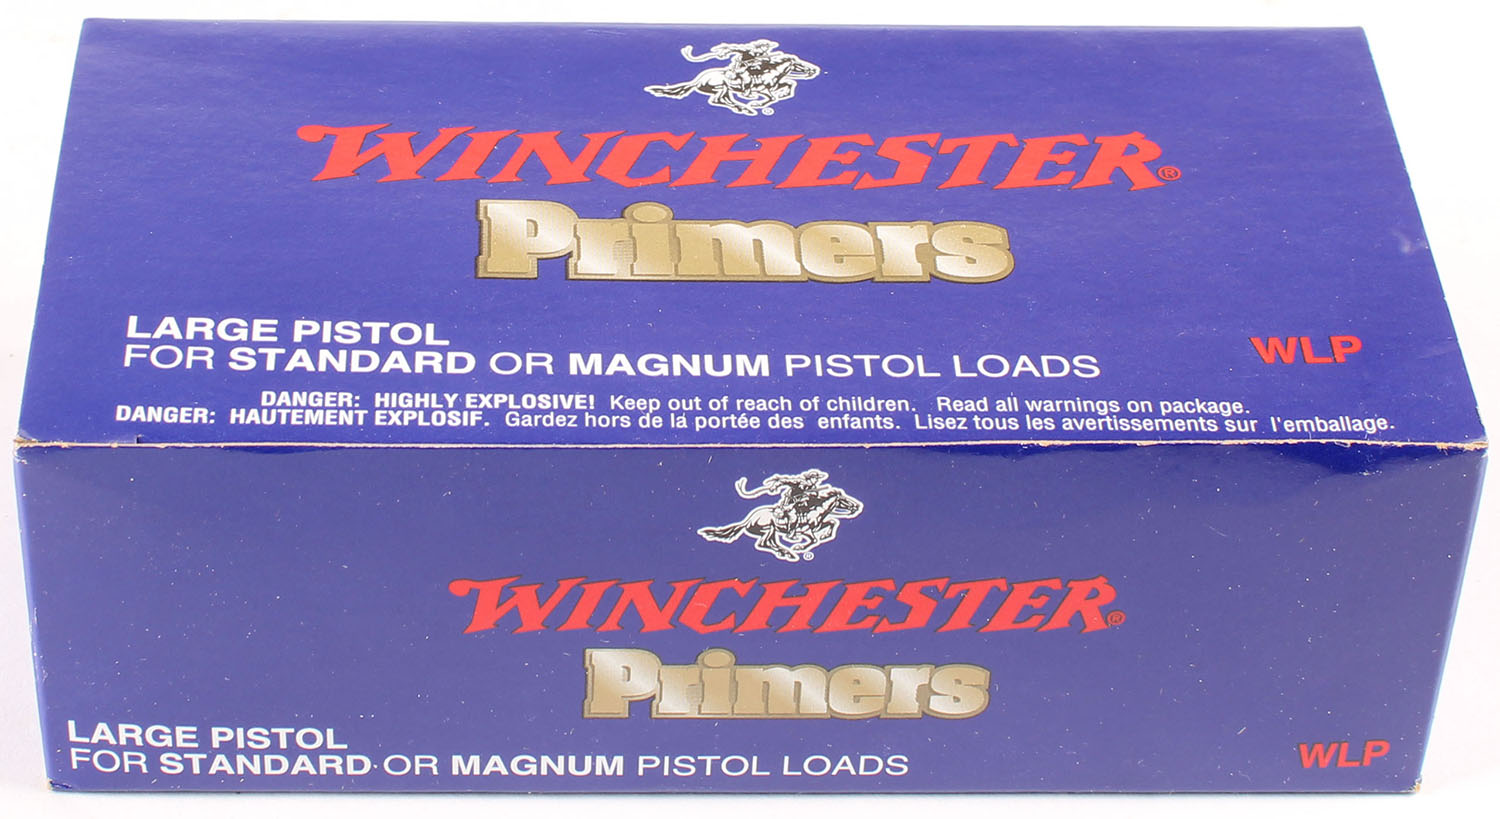 WINCHESTER®
Primers
LARGE PISTOL
FOR STANDARD OR MAGNUM PISTOL LOADS
WLP
DANGER: HIGHLY EXPLOSIVE! Keep out of reach of children. Read all warnings on package.
DANGER: HAUTEMENT EXPLOSIF. Gardez hors de la portée des enfants. Lisez tous les avertissements sur l'emballage.
WINCHESTER®
Primers
LARGE PISTOL
FOR STANDARD OR MAGNUM PISTOL LOADS
WLP